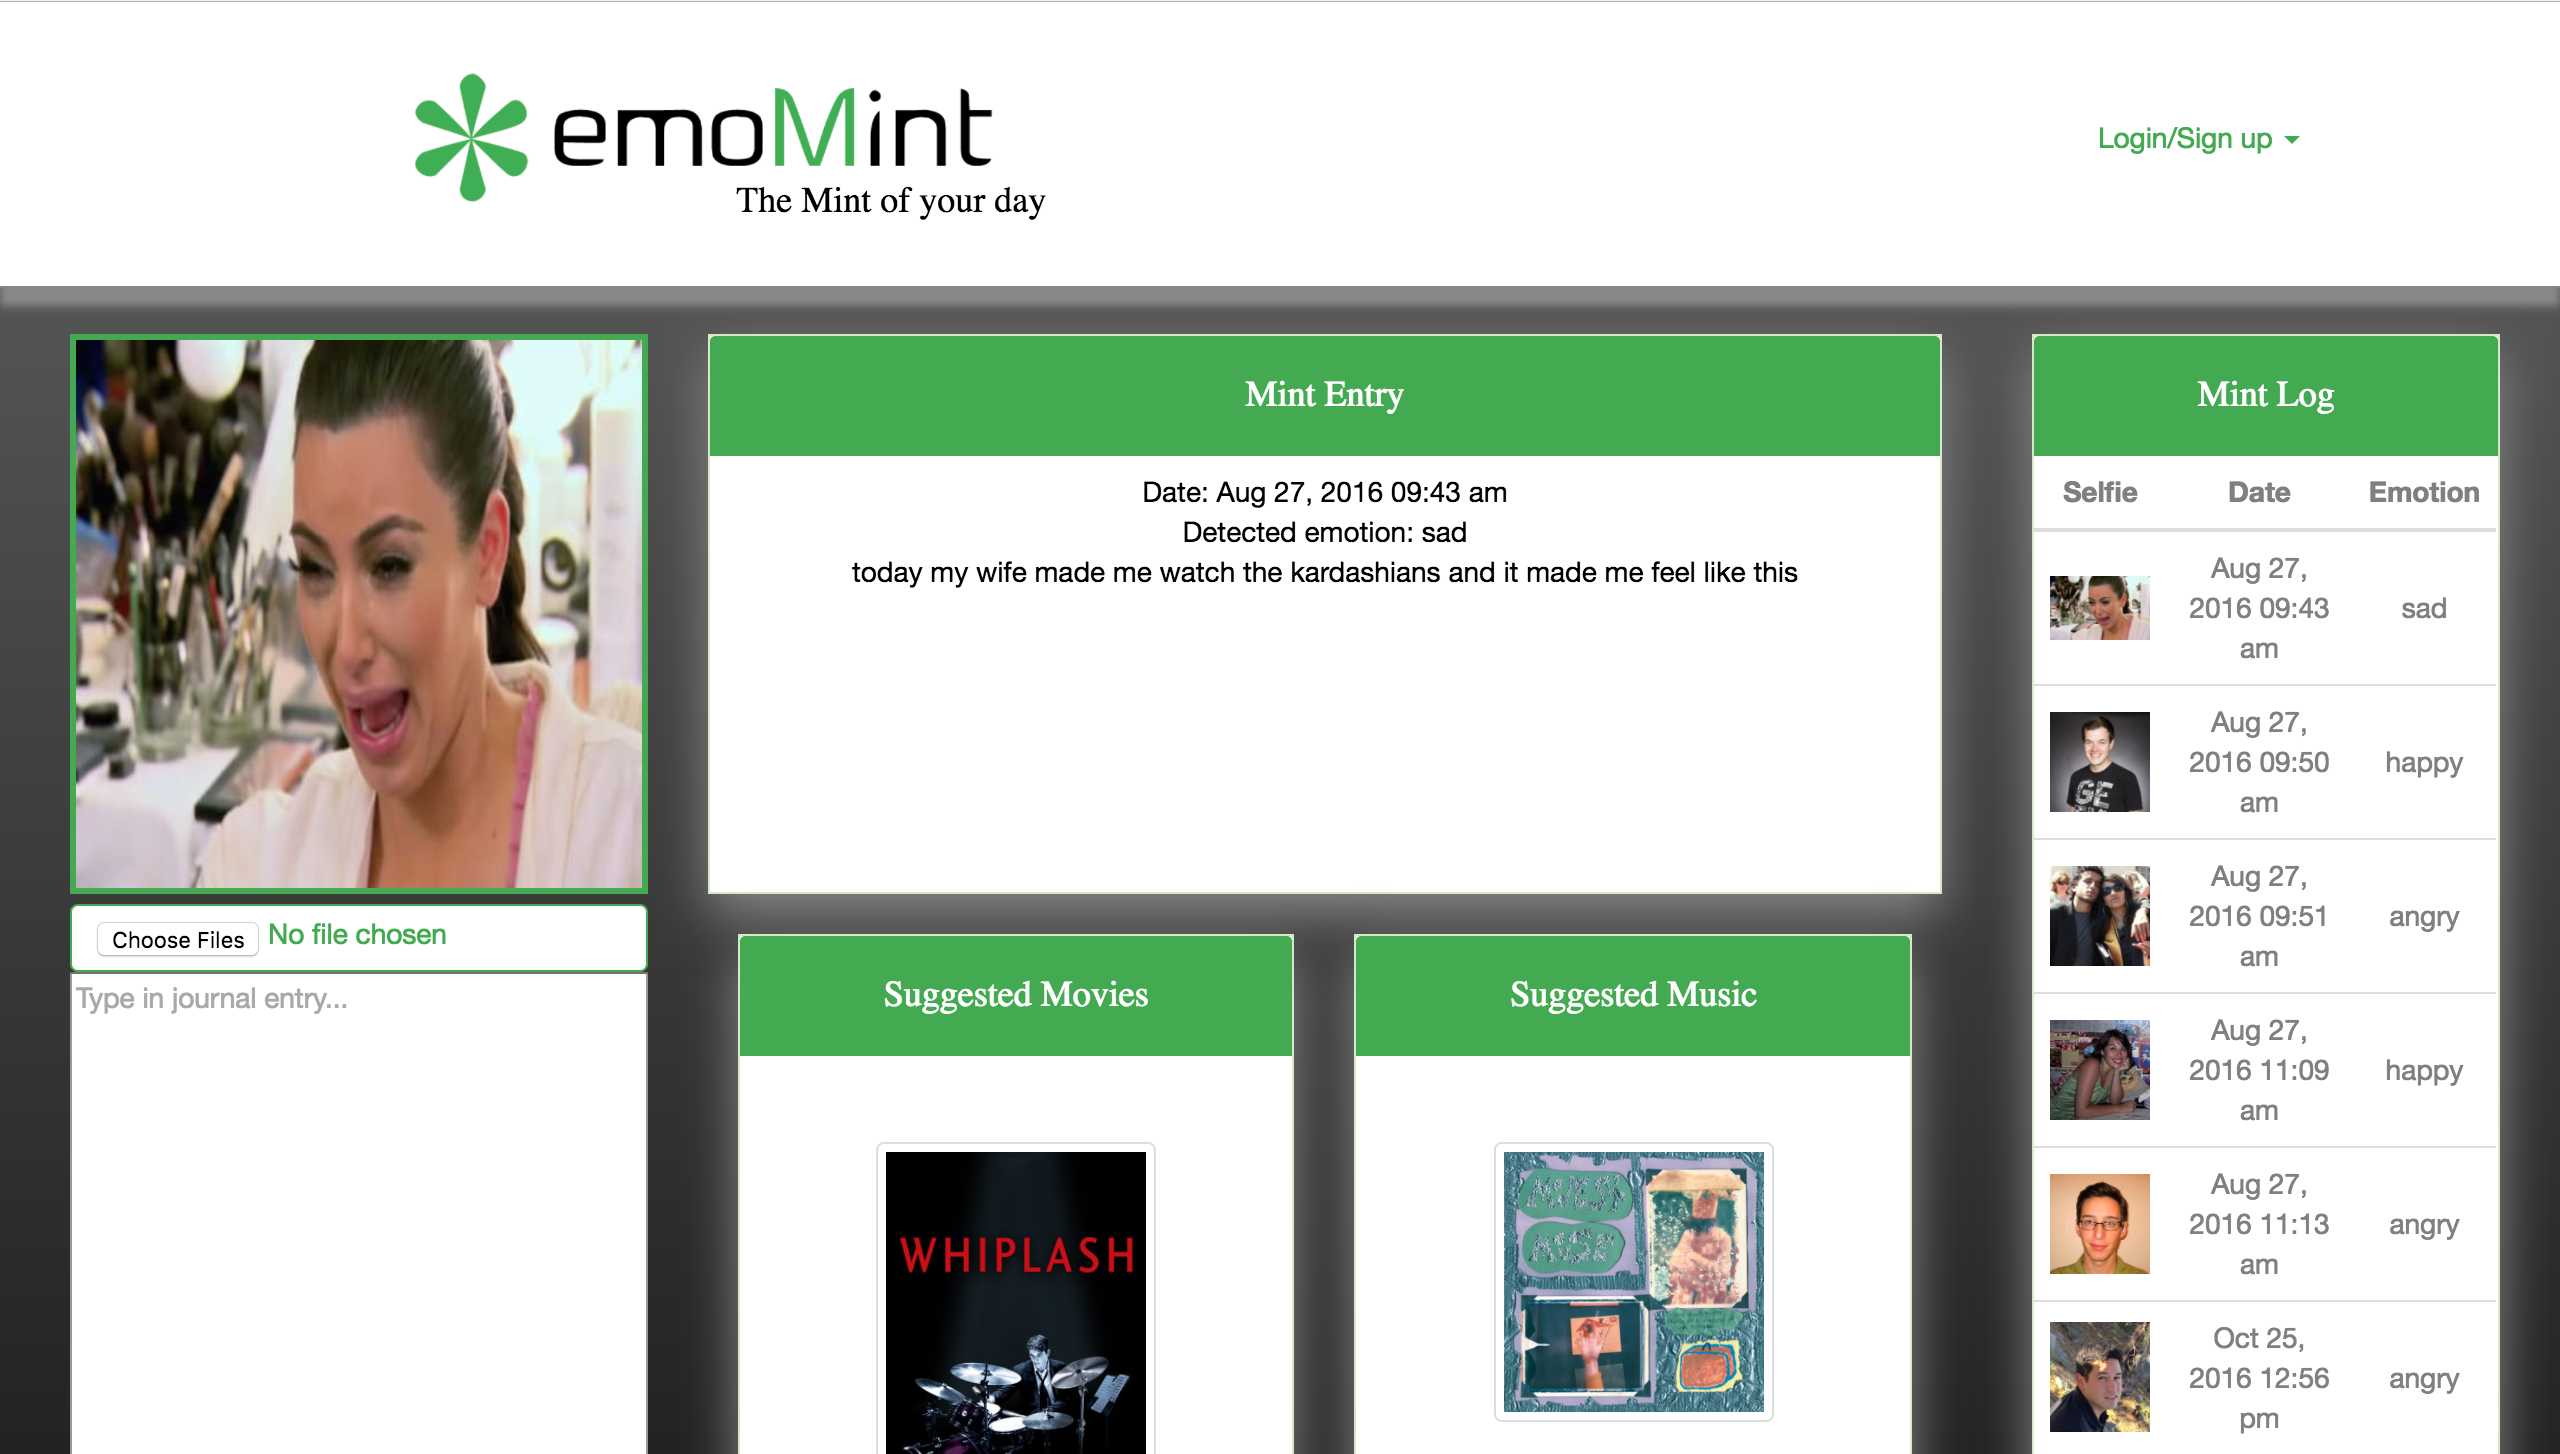 emoMint
The Mint of your day
Login/Sign up
Mint Entry
Date: Aug 27, 2016 09:43 am
Detected emotion: sad
today my wife made me watch the kardashians and it made me feel like this
Choose Files No file chosen
Type in journal entry...
Suggested Movies
WHIPLASH
Suggested Music
Mint Log
Selfie Date Emotion
Aug 27,
2016 09:43 sad
am
Aug 27,
2016 09:50 happy
am
GE
Aug 27,
2016 09:51 angry
am
Aug 27,
2016 11:09 happy
am
Aug 27,
2016 11:13 angry
am
Oct 25,
2016 12:56 angry
pm